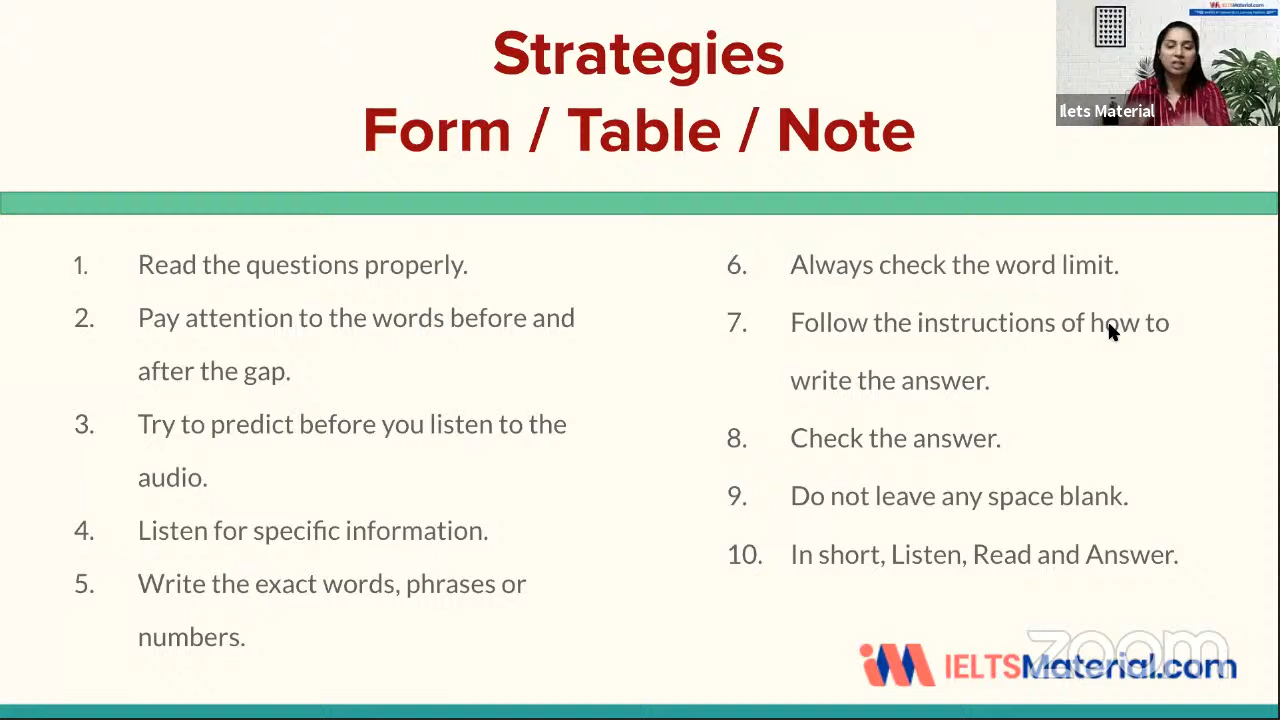 Strategies
Form / Table / Note
1. Read the questions properly.
2. Pay attention to the words before and
after the gap.
3. Try to predict before you listen to the
audio.
4. Listen for specific information.
5. Write the exact words, phrases or
numbers.
6. Always check the word limit.
7. Follow the instructions of how to
write the answer.
8. Check the answer.
9. Do not leave any space blank.
10. In short, Listen, Read and Answer.
IELTSMaterial.com
Ilets Material
IELTSMaterial.com
zoom